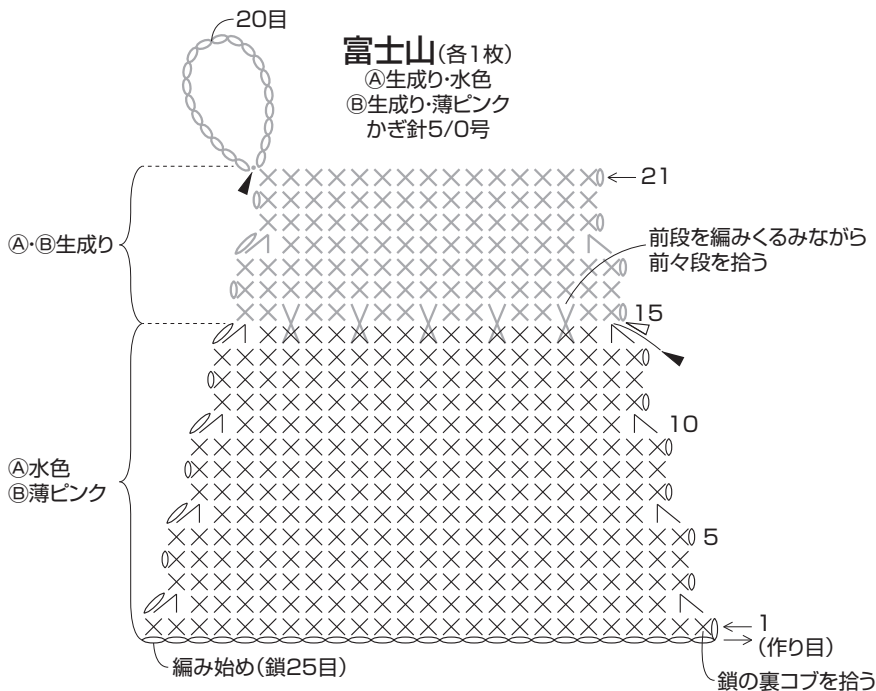 20目
富士山(各1枚)
Ⓐ生成り・水色
Ⓑ生成り・薄ピンク
かぎ針5/0号
21
Ⓐ・Ⓑ生成り
前段を編みくるみながら
前々段を拾う
15
10
Ⓐ水色
Ⓑ薄ピンク
5
1
(作り目)
編み始め(鎖25目)
鎖の裏コブを拾う